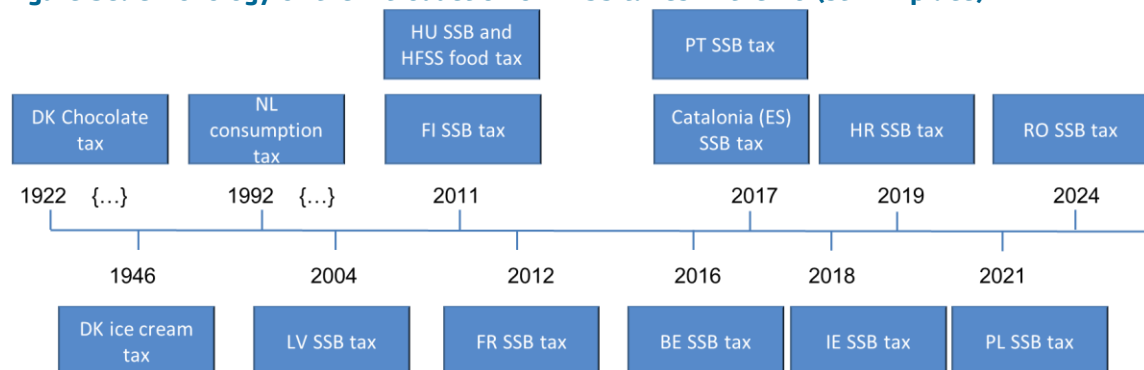 HU SSB and
HFSS food tax
PT SSB tax
DK Chocolate
tax
NL
consumption
tax
FI SSB tax
Catalonia (ES)
SSB tax
HR SSB tax
RO SSB tax
1922 {...} 1992 {...} 2011 2017 2019 2024
1946 2004 2012 2016 2018 2021
DK ice cream
tax
LV SSB tax
FR SSB tax
BE SSB tax
IE SSB tax
PL SSB tax